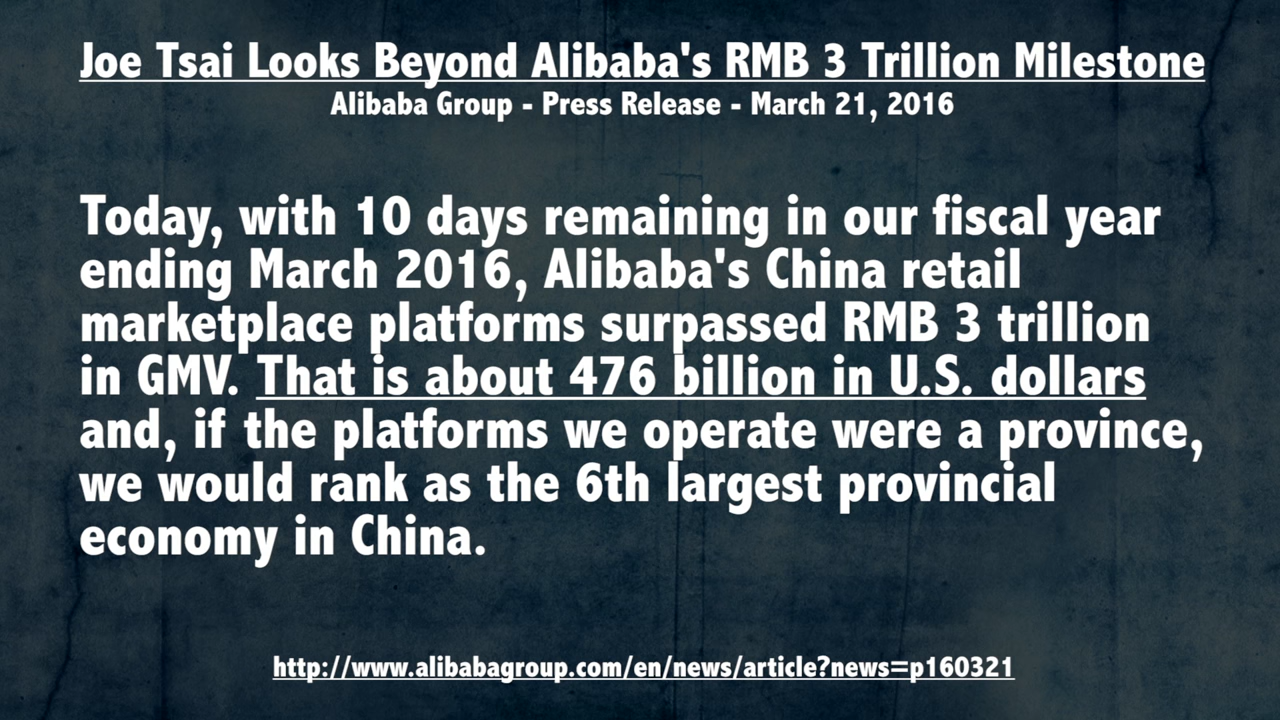 Joe Tsai Looks Beyond Alibaba's RMB 3 Trillion Milestone
Alibaba Group - Press Release - March 21, 2016
Today, with 10 days remaining in our fiscal year
ending March 2016, Alibaba's China retail
marketplace platforms surpassed RMB 3 trillion
in GMV. That is about 476 billion in U.S. dollars
and, if the platforms we operate were a province,
we would rank as the 6th largest provincial
economy in China.
http://www.alibabagroup.com/en/news/article?news=p160321